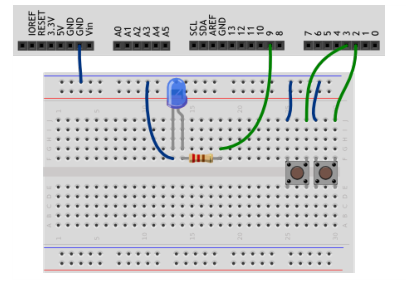 IOREF
RESET
3.3V
5V
GND
GND
Vin
A0
A1
A2
A3
A4
A5
SCL
SDA
AREF
GND
13
12
11
10
9
8
7
6
5
4
3
2
1
0